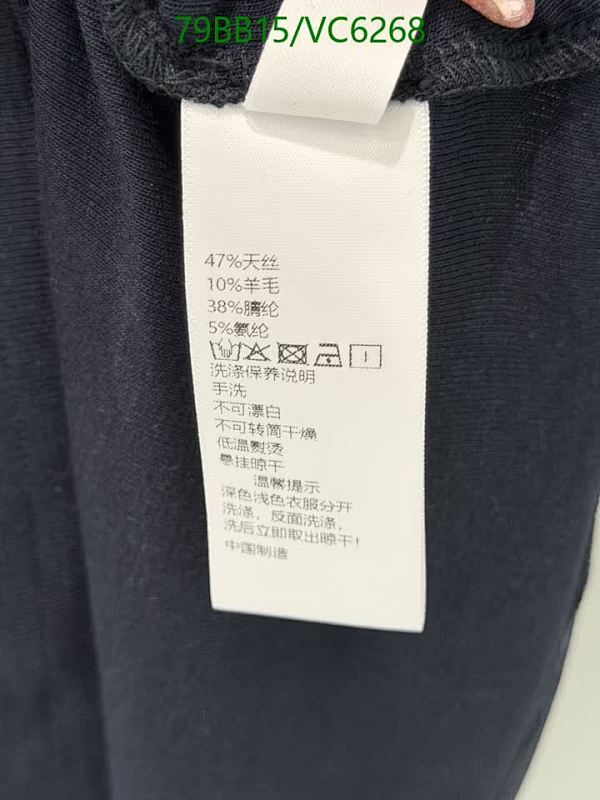 79BB15/VC6268
47%天丝
10%羊毛
38%腈纶
5%氨纶
洗涤保养说明
手洗
不可漂白
不可转筒干燥
低温熨烫
悬挂晾干
温馨提示
深色浅色衣服分开
洗涤，反面洗涤，
洗后立即取出晾干!
中国制造